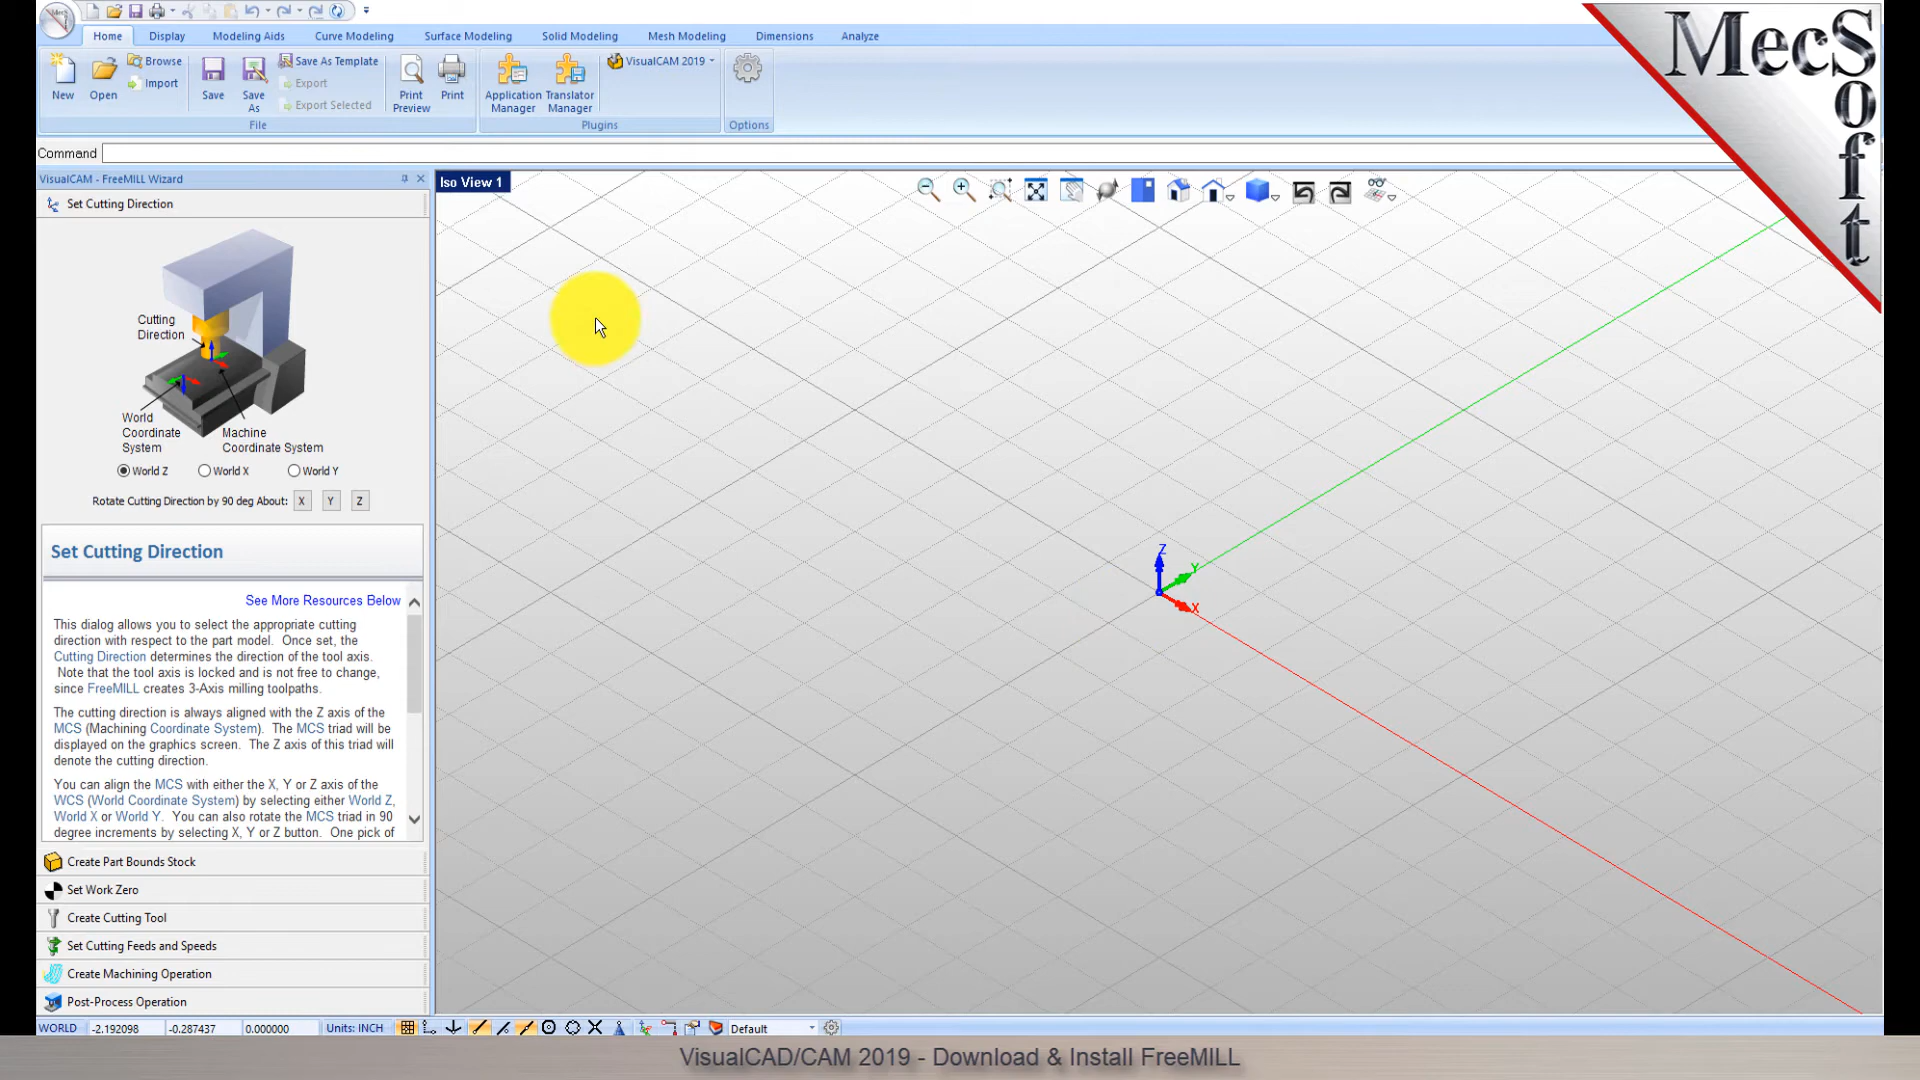 Home Display Modeling Aids Curve Modeling Surface Modeling Solid Modeling Mesh Modeling Dimensions Analyze
New
Open
Browse
Import
Save
Save As
Save As Template
Export
Export Selected
Print Preview
Print
Application Manager
Translator Manager
VisualCAM 2019
File
Plugins
Options
MecSoft
Command
VisualCAM - FreeMILL Wizard
Set Cutting Direction
Cutting
Direction
World
Coordinate
System
Machine
Coordinate System
World Z World X World Y
Rotate Cutting Direction by 90 deg About: X Y Z
Set Cutting Direction
See More Resources Below
This dialog allows you to select the appropriate cutting
direction with respect to the part model. Once set, the
Cutting Direction determines the direction of the tool axis.
Note that the tool axis is locked and is not free to change,
since FreeMILL creates 3-Axis milling toolpaths.
The cutting direction is always aligned with the Z axis of the
MCS (Machining Coordinate System). The MCS triad will be
displayed on the graphics screen. The Z axis of this triad will
denote the cutting direction.
You can align the MCS with either the X, Y or Z axis of the
WCS (World Coordinate System) by selecting either World Z,
World X or World Y. You can also rotate the MCS triad in 90
degree increments by selecting X, Y or Z button. One pick of
Create Part Bounds Stock
Set Work Zero
Create Cutting Tool
Set Cutting Feeds and Speeds
Create Machining Operation
Post-Process Operation
Iso View 1
Z
Y
X
WORLD -2.192098 -0.287437 0.000000 Units: INCH Default
VisualCAD/CAM 2019 - Download & Install FreeMILL